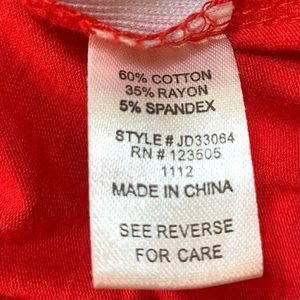 60% COTTON
35% RAYON
5% SPANDEX
STYLE# JD33064
RN # 123505
1112
MADE IN CHINA
SEE REVERSE
FOR CARE